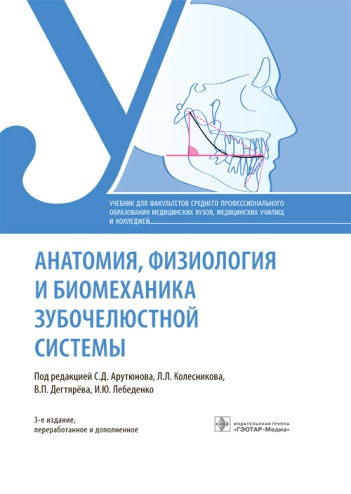 У
УЧЕБНИК ДЛЯ ФАКУЛЬТЕТОВ СРЕДНЕГО ПРОФЕССИОНАЛЬНОГО
ОБРАЗОВАНИЯ МЕДИЦИНСКИХ ВУЗОВ, МЕДИЦИНСКИХ УЧИЛИЩ
И КОЛЛЕДЖЕЙ
АНАТОМИЯ, ФИЗИОЛОГИЯ
И БИОМЕХАНИКА
ЗУБОЧЕЛЮСТНОЙ
СИСТЕМЫ
Под редакцией С.Д. Арутюнова, Л.Л. Колесникова,
В.П. Дегтярёва, И.Ю. Лебеденко
3-е издание,
переработанное и дополненное
ИЗДАТЕЛЬСКАЯ ГРУППА
«ГЭОТАР-Медиа»